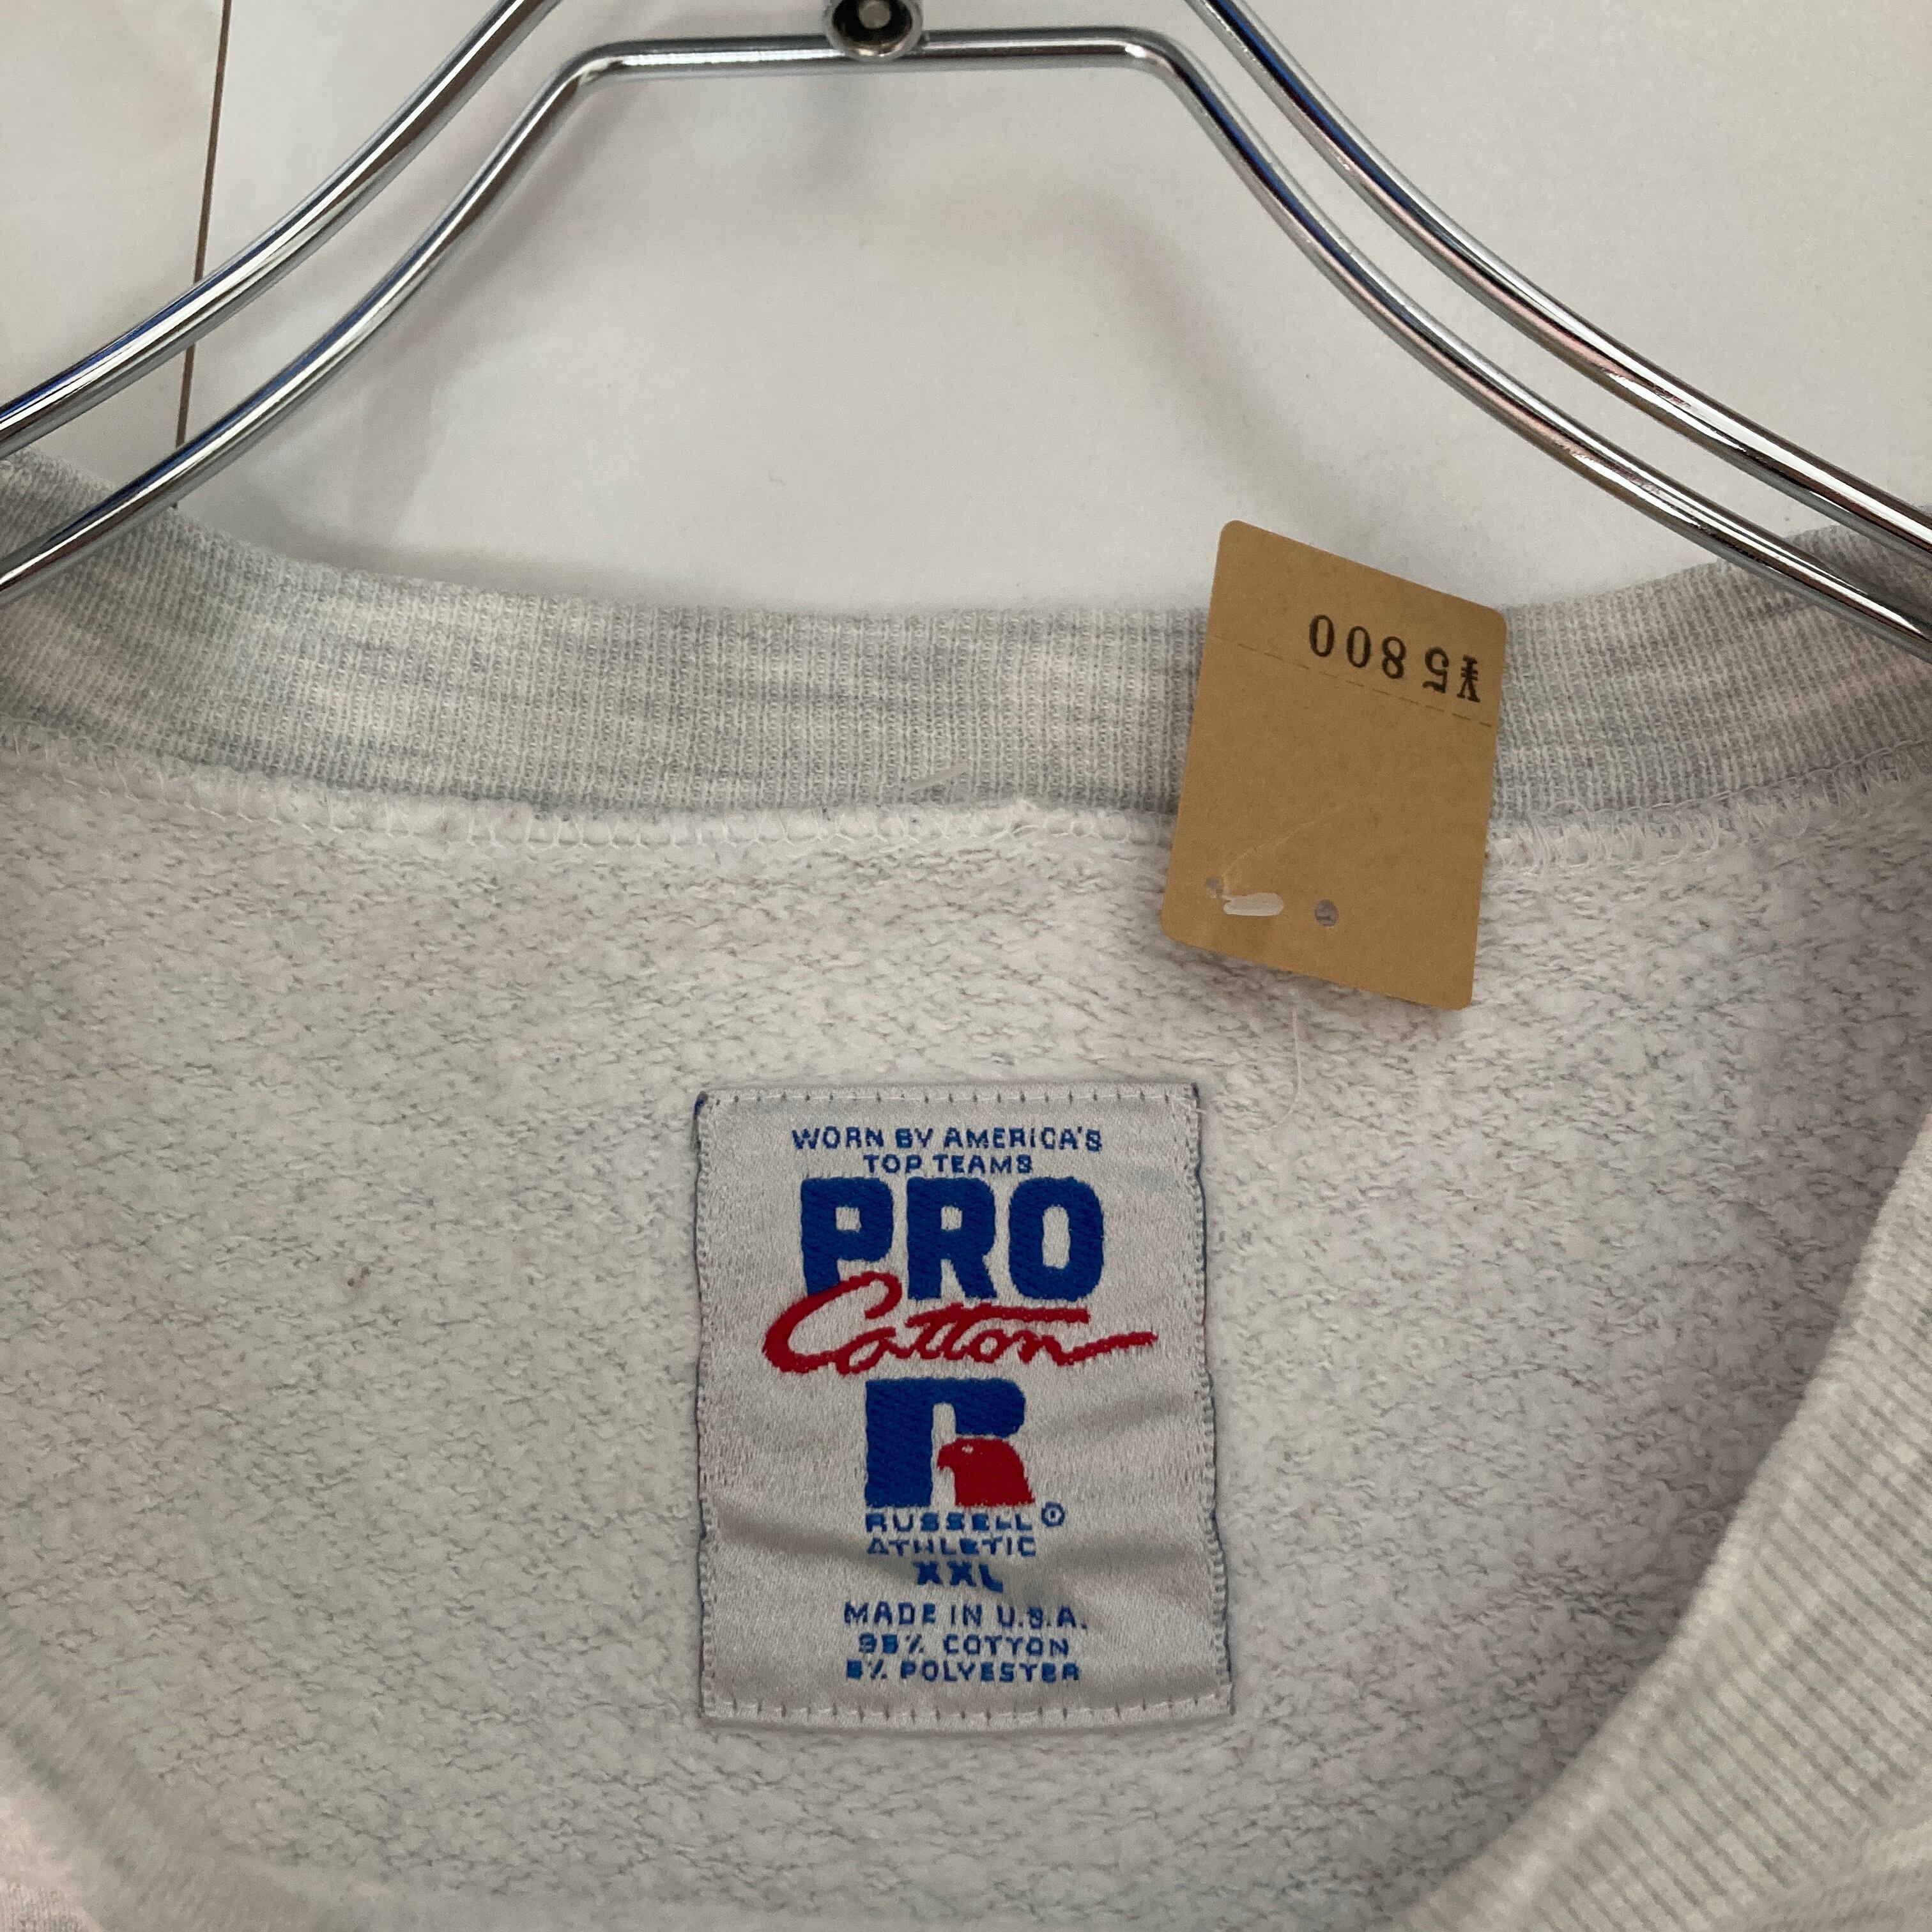 ¥5800
WORN BY AMERICA'S
TOP TEAMS
PRO
Cotton
R
RUSSELL®
ATHLETIC
XXL
MADE IN U.S.A.
95% COTTON
5% POLYESTER